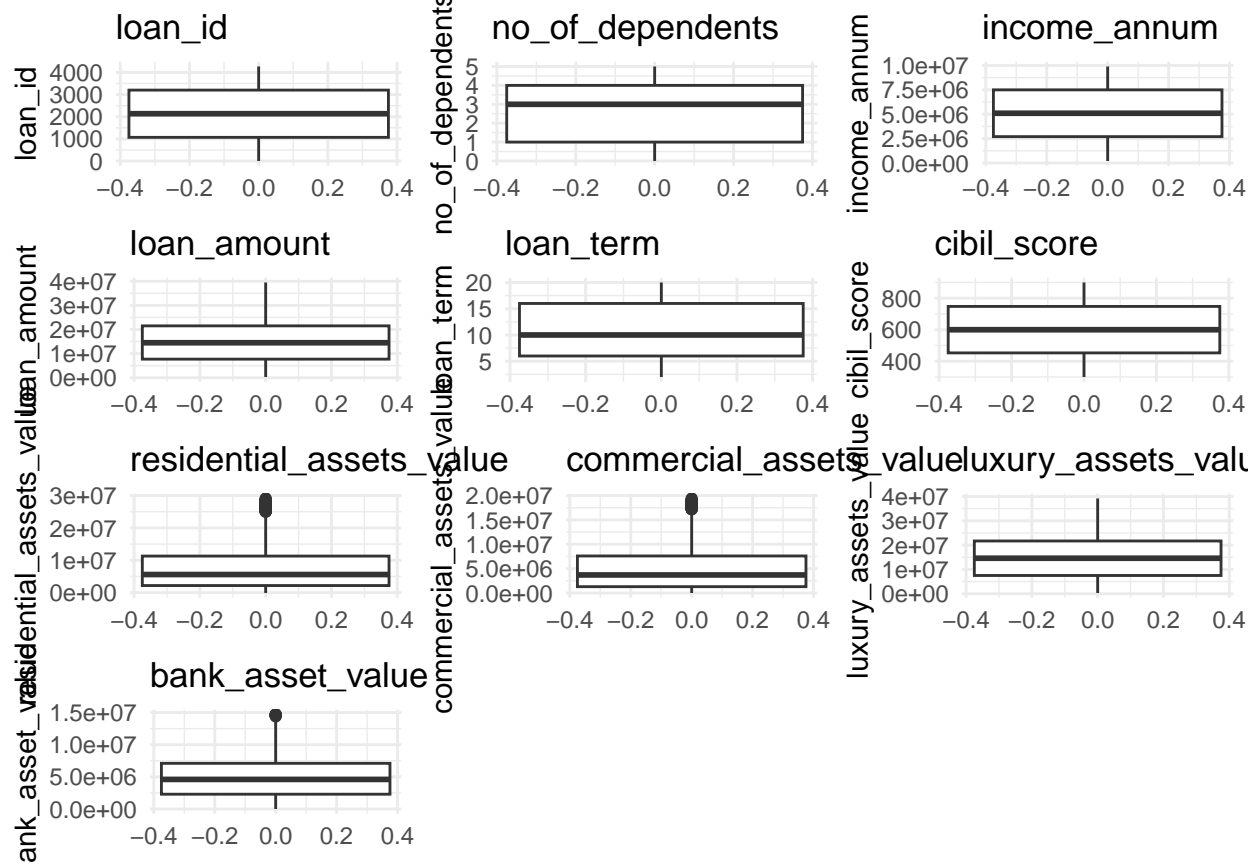 loan_id
loan_id
4000
3000
2000
1000
0
−0.4 −0.2 0.0 0.2 0.4
no_of_dependents
no_of_dependents
5
4
3
2
1
0
−0.4 −0.2 0.0 0.2 0.4
income_annum
income_annum
1.0e+07
7.5e+06
5.0e+06
2.5e+06
0.0e+00
−0.4 −0.2 0.0 0.2 0.4
loan_amount
loan_amount
4e+07
3e+07
2e+07
1e+07
0e+00
−0.4 −0.2 0.0 0.2 0.4
loan_term
loan_term
20
15
10
5
−0.4 −0.2 0.0 0.2 0.4
cibil_score
cibil_score
800
600
400
−0.4 −0.2 0.0 0.2 0.4
residential_assets_value
residential_assets_value
3e+07
2e+07
1e+07
0e+00
−0.4 −0.2 0.0 0.2 0.4
commercial_assets_value
commercial_assets_value
2.0e+07
1.5e+07
1.0e+07
5.0e+06
0.0e+00
−0.4 −0.2 0.0 0.2 0.4
luxury_assets_valu
luxury_assets_value
4e+07
3e+07
2e+07
1e+07
0e+00
−0.4 −0.2 0.0 0.2 0.4
bank_asset_value
ank_asset_value
1.5e+07
1.0e+07
5.0e+06
0.0e+00
−0.4 −0.2 0.0 0.2 0.4